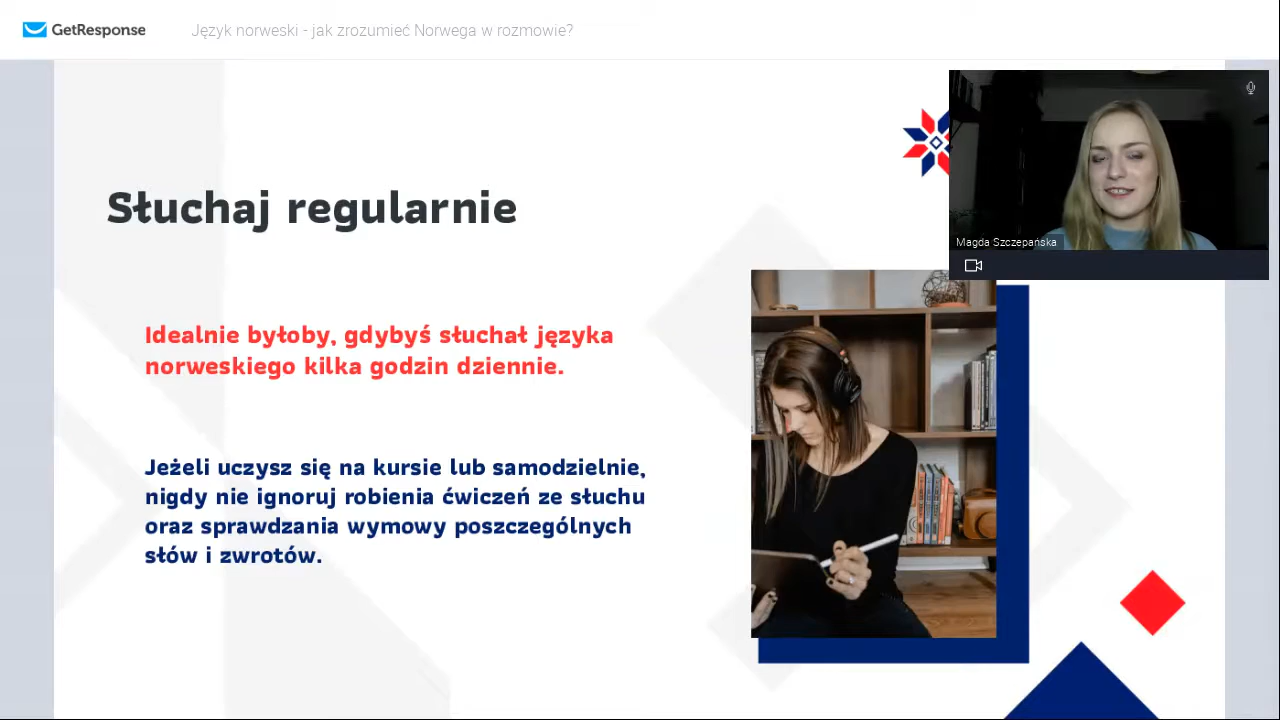 GetResponse
Język norweski - jak zrozumieć Norwega w rozmowie?
Magda Szczepańska
Słuchaj regularnie
Idealnie byłoby, gdybyś słuchał języka
norweskiego kilka godzin dziennie.
Jeżeli uczysz się na kursie lub samodzielnie,
nigdy nie ignoruj robienia ćwiczeń ze słuchu
oraz sprawdzania wymowy poszczególnych
słów i zwrotów.